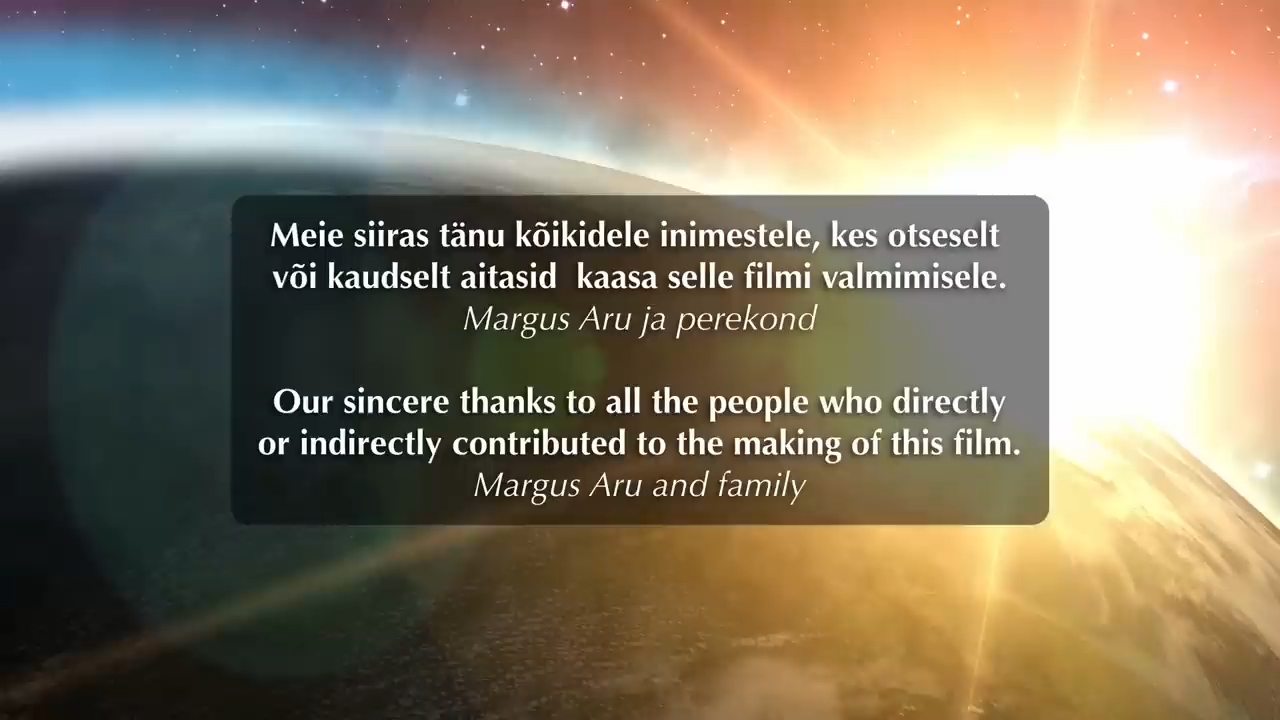 Meie siiras tänu kõikidele inimestele, kes otseselt
või kaudselt aitasid kaasa selle filmi valmimisele.
Margus Aru ja perekond
Our sincere thanks to all the people who directly
or indirectly contributed to the making of this film.
Margus Aru and family